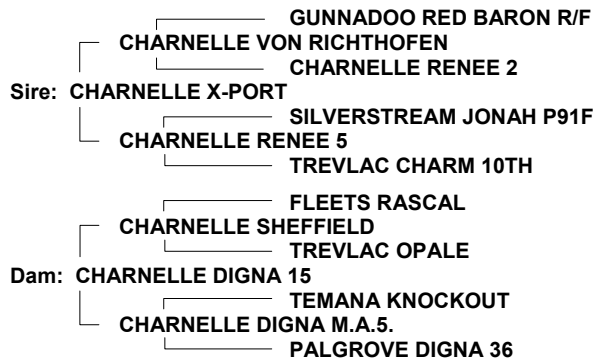 GUNNADOO RED BARON R/F
CHARNELLE VON RICHTHOFEN
CHARNELLE RENEE 2
Sire: CHARNELLE X-PORT
SILVERSTREAM JONAH P91F
CHARNELLE RENEE 5
TREVLAC CHARM 10TH
FLEETS RASCAL
CHARNELLE SHEFFIELD
TREVLAC OPALE
Dam: CHARNELLE DIGNA 15
TEMANA KNOCKOUT
CHARNELLE DIGNA M.A.5.
PALGROVE DIGNA 36